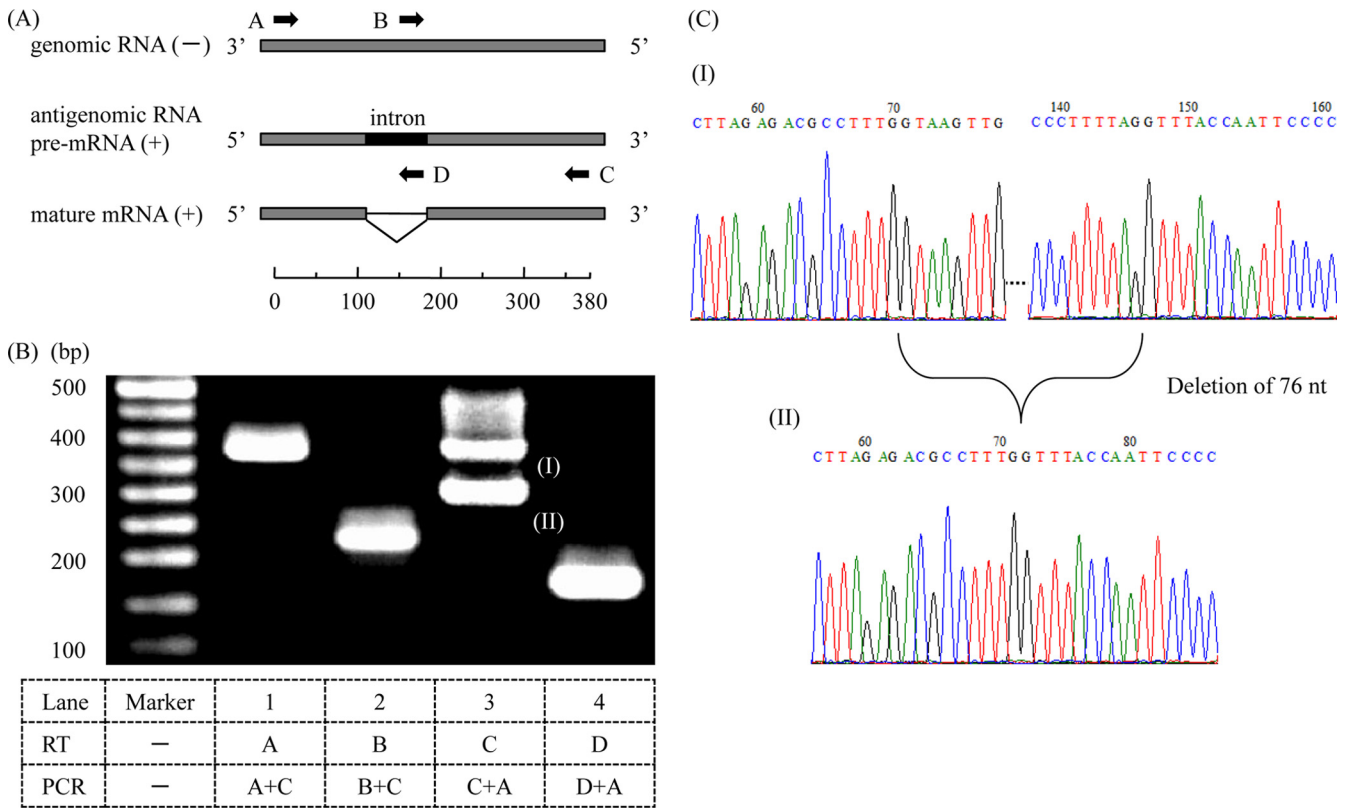 (A)
A B
genomic RNA (−) 3’ 5’
antigenomic RNA
intron
pre-mRNA (+) 5’ 3’
D C
mature mRNA (+) 5’ 3’
0 100 200 300 380
(B) (bp)
500
400
300
200
100
(I)
(II)
Lane Marker 1 2 3 4
RT − A B C D
PCR − A+C B+C C+A D+A
(C)
(I)
60 70 140 150 160
CTTAGAGACGCCTTTGGTAAGTTG CCCTTTTAGGTTTACCAATTCCCC
Deletion of 76 nt
(II)
60 70 80
CTTAGAGACGCCTTTGGTTTACCAATTCCCC